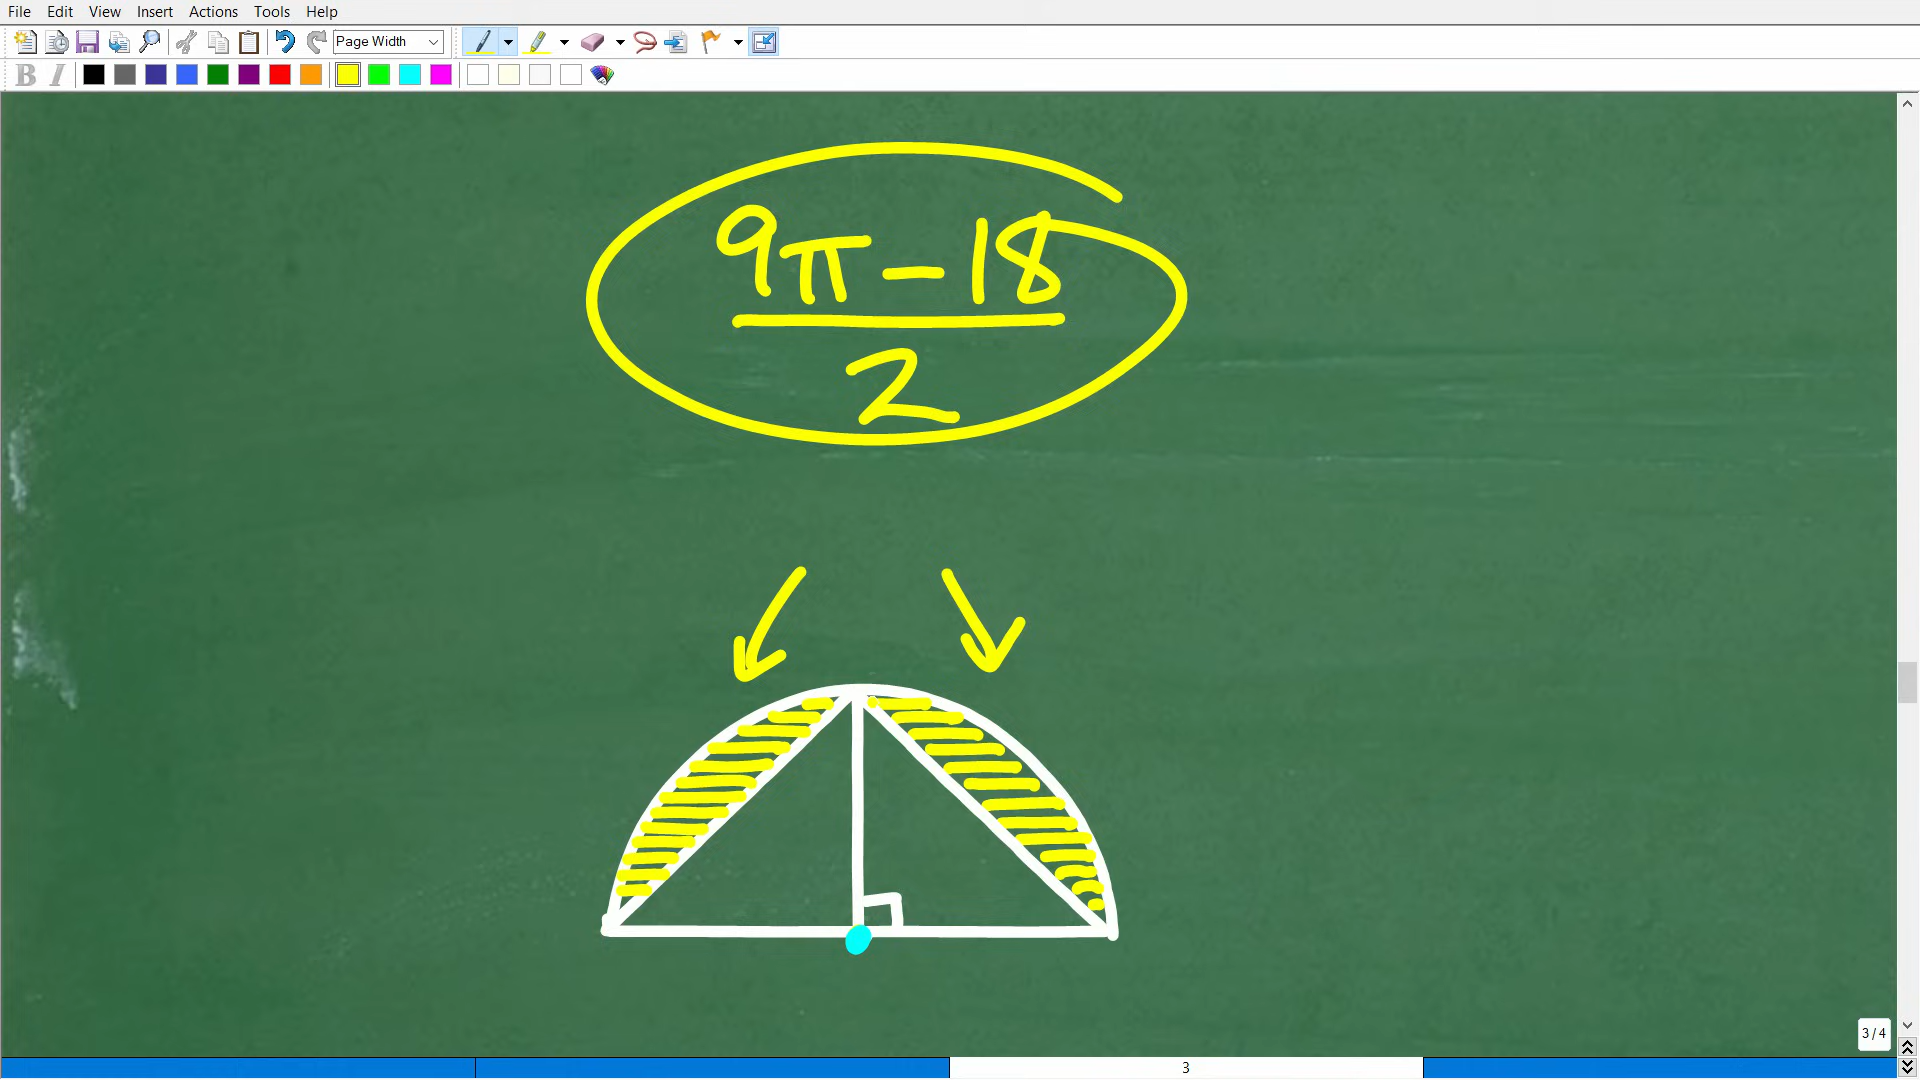 File Edit View Insert Actions Tools Help
Page Width
B I
9π – 18
2
3 / 4
3